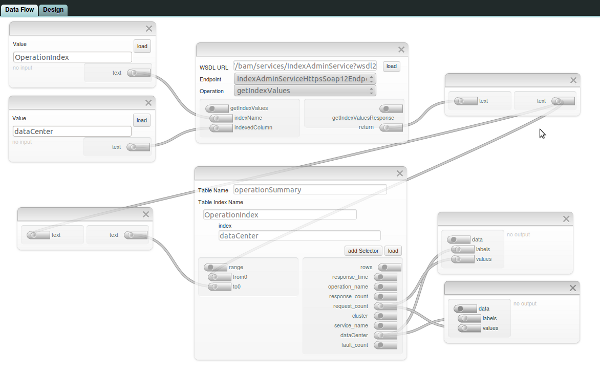 Data Flow
Design
Value
OperationIndex
load
no input
text
Value
dataCenter
load
no input
text
WSDL URL
/bam/services/IndexAdminService?wsdl2
load
Endpoint
IndexAdminServiceHttpsSoap12Endp
Operation
getIndexValues
getIndexValues
indexName
indexedColumn
getIndexValuesResponse
return
text
text
text
text
Table Name
operationSummary
Table Index Name
OperationIndex
index
dataCenter
add Selector
load
range
from0
to0
rows
response_time
operation_name
response_count
request_count
cluster
service_name
dataCenter
fault_count
data
labels
values
no output
data
labels
values
no output